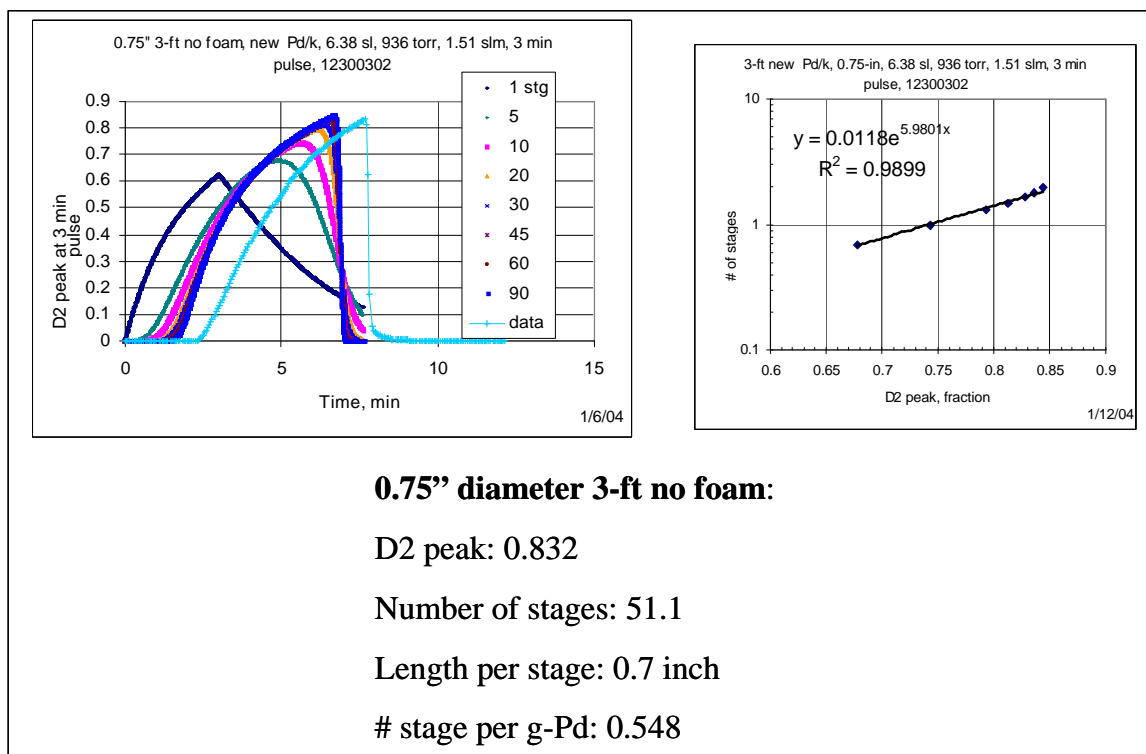 0.75" 3-ft no foam, new Pd/k, 6.38 sl, 936 torr, 1.51 slm, 3 min
pulse, 12300302
D2 peak at 3 min
pulse
0.9
0.8
0.7
0.6
0.5
0.4
0.3
0.2
0.1
0
0 5 10 15
Time, min
1 stg
5
10
20
30
45
60
90
data
1/6/04
3-ft new Pd/k, 0.75-in, 6.38 sl, 936 torr, 1.51 slm, 3 min
pulse, 12300302
# of stages
10
1
0.1
y = 0.0118e^5.9801x
R² = 0.9899
0.6 0.65 0.7 0.75 0.8 0.85 0.9
D2 peak, fraction
1/12/04
0.75” diameter 3-ft no foam:
D2 peak: 0.832
Number of stages: 51.1
Length per stage: 0.7 inch
# stage per g-Pd: 0.548